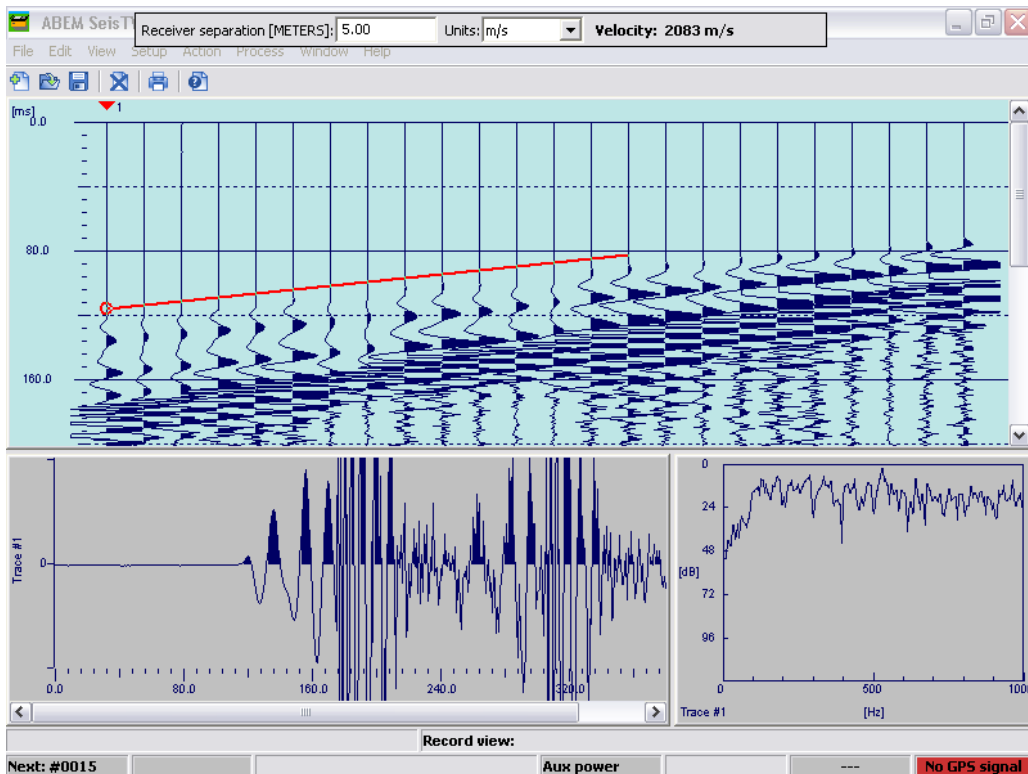 ABEM SeisTW
Receiver separation [METERS]: 5.00 Units: m/s Velocity: 2083 m/s
File Edit View Setup Action Process Window Help
[ms] 1
0.0
80.0
160.0
Trace #1
0
0.0 80.0 160.0 240.0 320.0
0
24
48
[dB]
72
96
0 500 100
Trace #1 [Hz]
Record view:
Next: #0015 Aux power --- No GPS signal